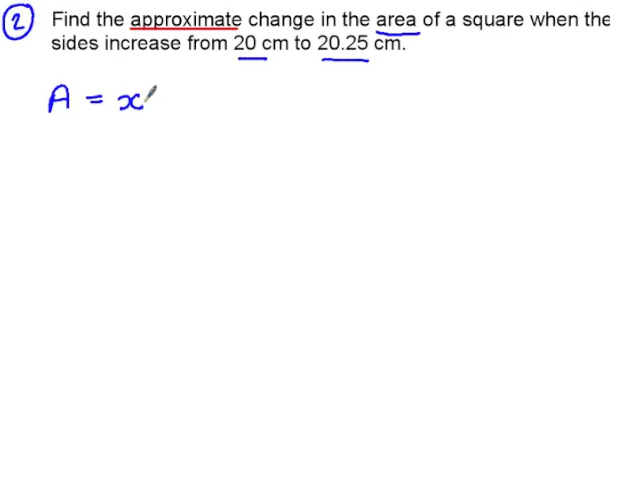 2 Find the approximate change in the area of a square when the
sides increase from 20 cm to 20.25 cm.
A = x